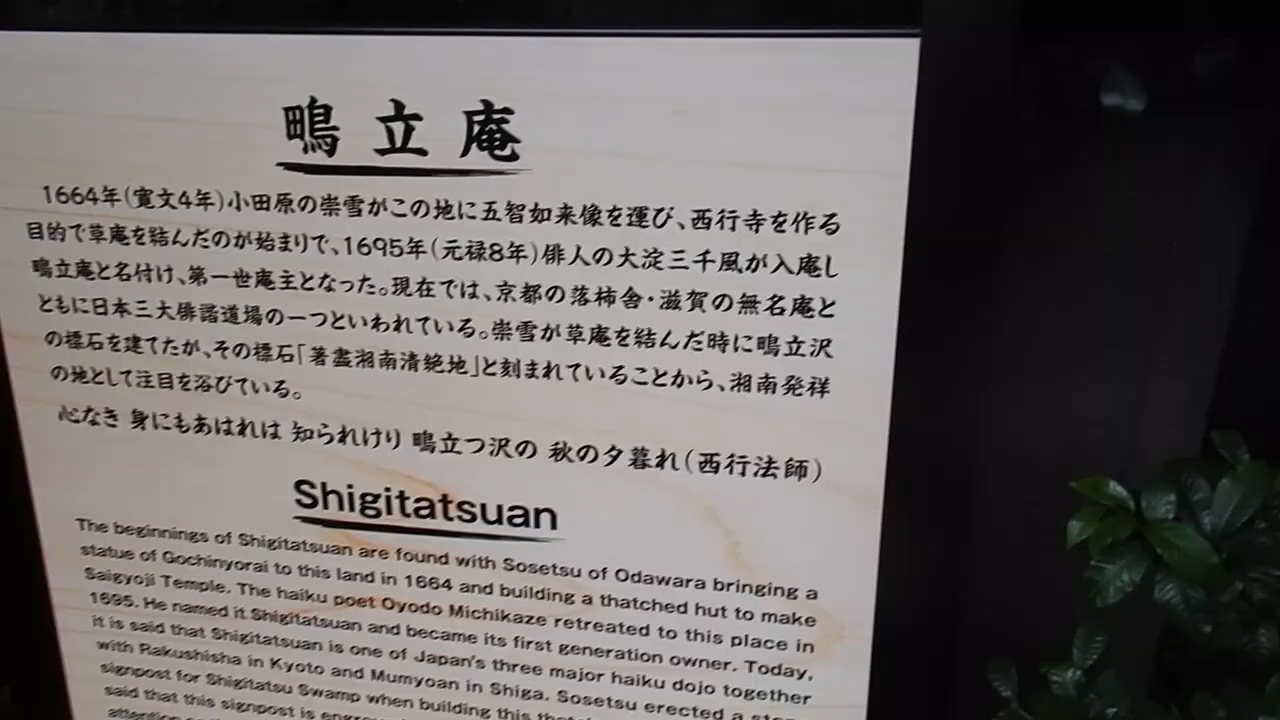 鴫立庵
1664年(寛文4年)小田原の崇雪がこの地に五智如来像を運び、西行寺を作る
目的で草庵を結んだのが始まりで、1695年(元禄8年)俳人の大淀三千風が入庵し
鴫立庵と名付け、第一世庵主となった。現在では、京都の落柿舎・滋賀の無名庵と
ともに日本三大俳諧道場の一つといわれている。崇雪が草庵を結んだ時に鴫立沢
の標石を建てたが、その標石「著盡湘南清絶地」と刻まれていることから、湘南発祥
の地として注目を浴びている。
心なき 身にもあはれは 知られけり 鴫立つ沢の 秋の夕暮れ(西行法師)
Shigitatsuan
The beginnings of Shigitatsuan are found with Sosetsu of Odawara bringing a
statue of Gochinyorai to this land in 1664 and building a thatched hut to make
Saigyoji Temple. The haiku poet Oyodo Michikaze retreated to this place in
1695. He named it Shigitatsuan and became its first generation owner. Today,
it is said that Shigitatsuan is one of Japan's three major haiku dojo together
with Rakushisha in Kyoto and Mumyoan in Shiga. Sosetsu erected a
signpost for Shigitatsu Swamp when building this
said that this signpost is